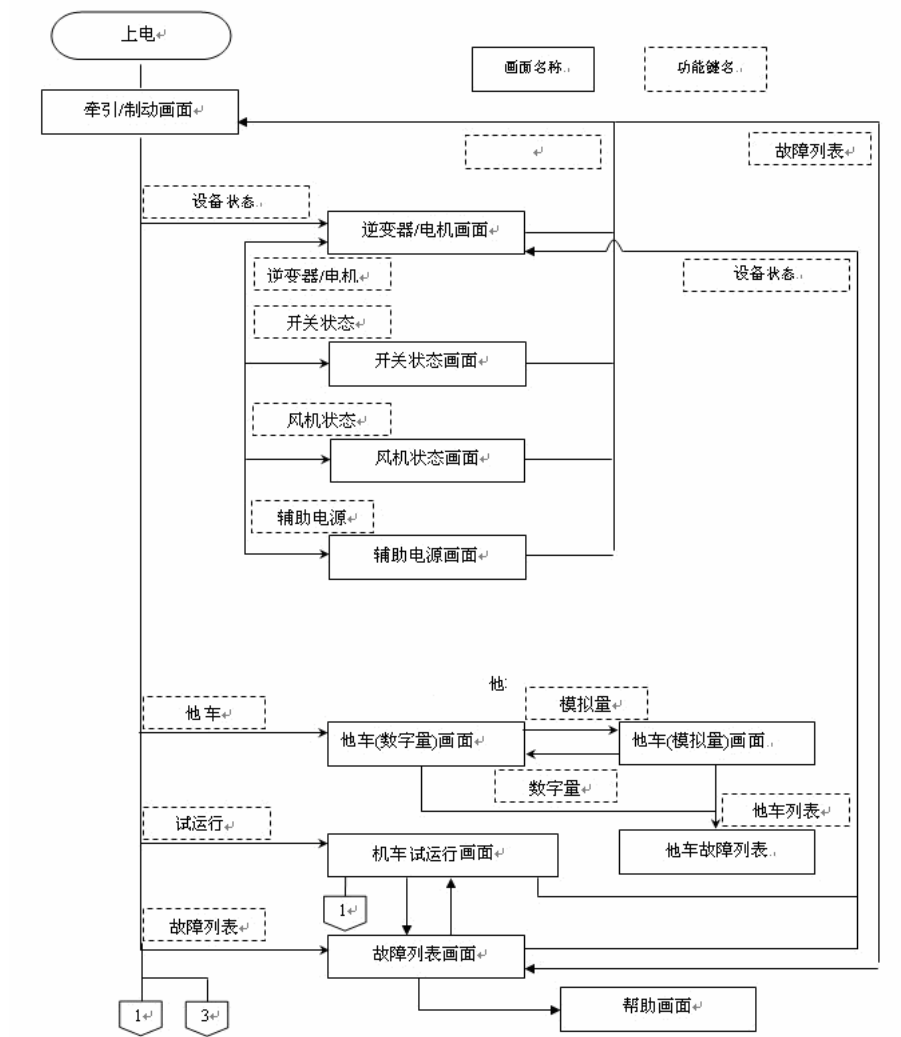 上电
画面名称
功能键名
牵引/制动画面
故障列表
设备状态
逆变器/电机画面
逆变器/电机
设备状态
开关状态
开关状态画面
风机状态
风机状态画面
辅助电源
辅助电源画面
他:
他车
模拟量
他车(数字量)画面
他车(模拟量)画面
数字量
他车列表
试运行
机车试运行画面
他车故障列表
1
故障列表
故障列表画面
帮助画面
1
3